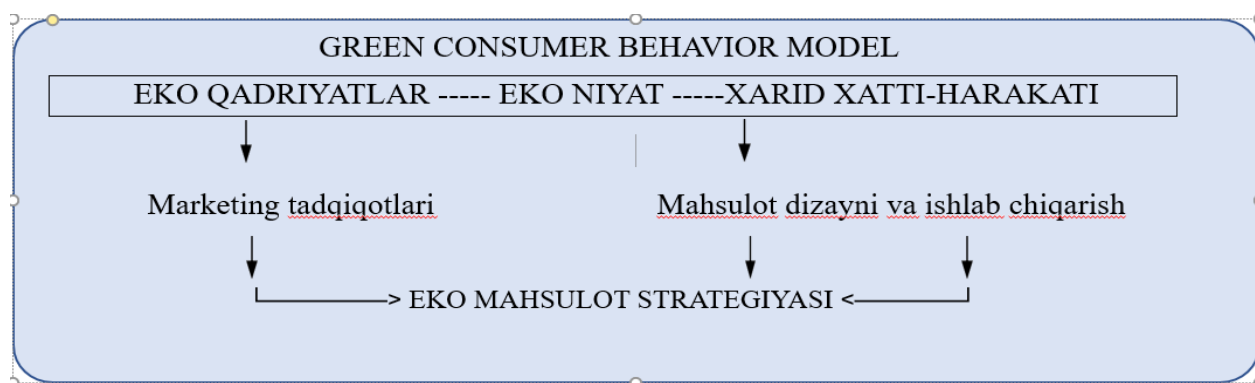 GREEN CONSUMER BEHAVIOR MODEL
EKO QADRIYATLAR ----- EKO NIYAT -----XARID XATTI-HARAKATI
Marketing tadqiqotlari
Mahsulot dizayni va ishlab chiqarish
> EKO MAHSULOT STRATEGIYASI <